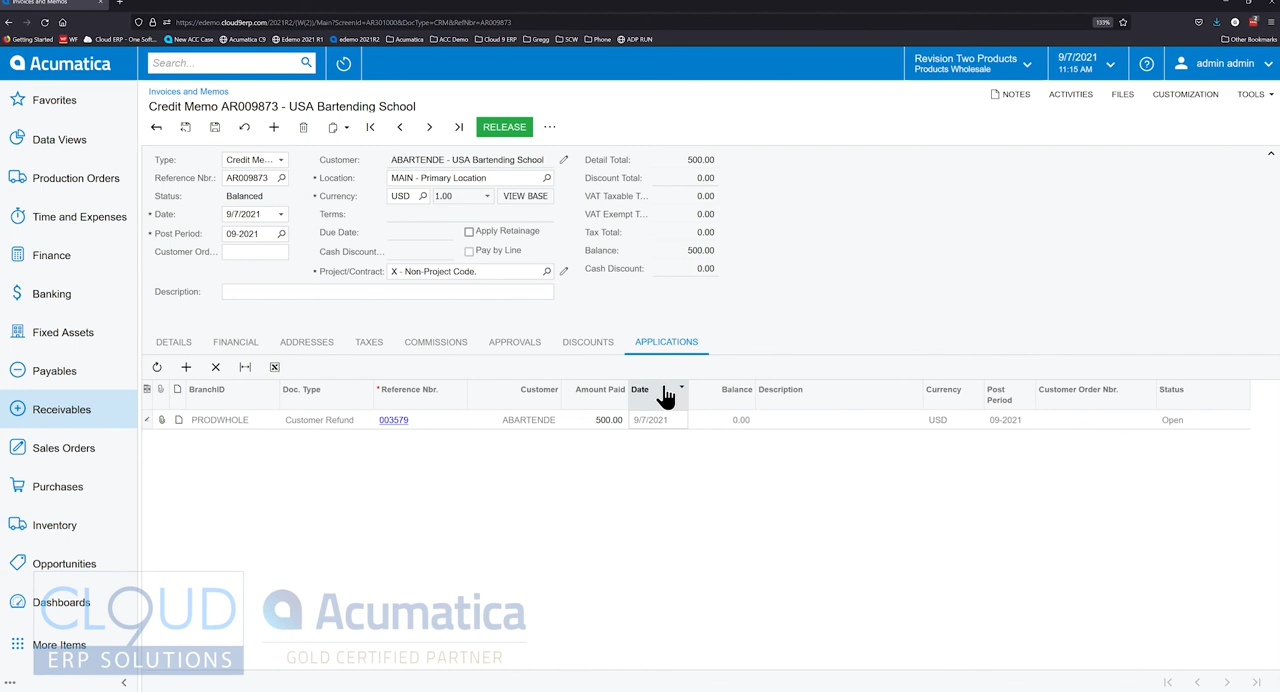 Invoices and Memos
https://edemo.cloud9erp.com/2021R2/(W(2))/Main?ScreenId=AR301000&DocType=CRM&RefNbr=AR009873
133%
Getting Started WF Cloud ERP - One Soft... New ACC Case Acumatica C9 Edemo 2021 R1 edemo 2021R2 Acumatica ACC Demo Cloud 9 ERP Gregg SCW Phone ADP RUN Other Bookmarks
Acumatica
Search...
Revision Two Products
Products Wholesale
9/7/2021
11:15 AM
admin admin
Favorites
Data Views
Production Orders
Time and Expenses
Finance
Banking
Fixed Assets
Payables
Receivables
Sales Orders
Purchases
Inventory
Opportunities
Dashboards
More Items
Invoices and Memos
Credit Memo AR009873 - USA Bartending School
NOTES ACTIVITIES FILES CUSTOMIZATION TOOLS
RELEASE
Type: Credit Me...
Reference Nbr.: AR009873
Status: Balanced
Date: 9/7/2021
Post Period: 09-2021
Customer Ord...
Description:
Customer: ABARTENDE - USA Bartending School
Location: MAIN - Primary Location
Currency: USD 1.00 VIEW BASE
Terms:
Due Date: Apply Retainage
Cash Discount... Pay by Line
Project/Contract: X - Non-Project Code.
Detail Total: 500.00
Discount Total: 0.00
VAT Taxable T... 0.00
VAT Exempt T... 0.00
Tax Total: 0.00
Balance: 500.00
Cash Discount: 0.00
DETAILS FINANCIAL ADDRESSES TAXES COMMISSIONS APPROVALS DISCOUNTS APPLICATIONS
BranchID Doc. Type Reference Nbr. Customer Amount Paid Date Balance Description Currency Post Period Customer Order Nbr. Status
PRODWHOLE Customer Refund 003579 ABARTENDE 500.00 9/7/2021 0.00 USD 09-2021 Open
CLOUD 9
ERP SOLUTIONS
Acumatica
GOLD CERTIFIED PARTNER